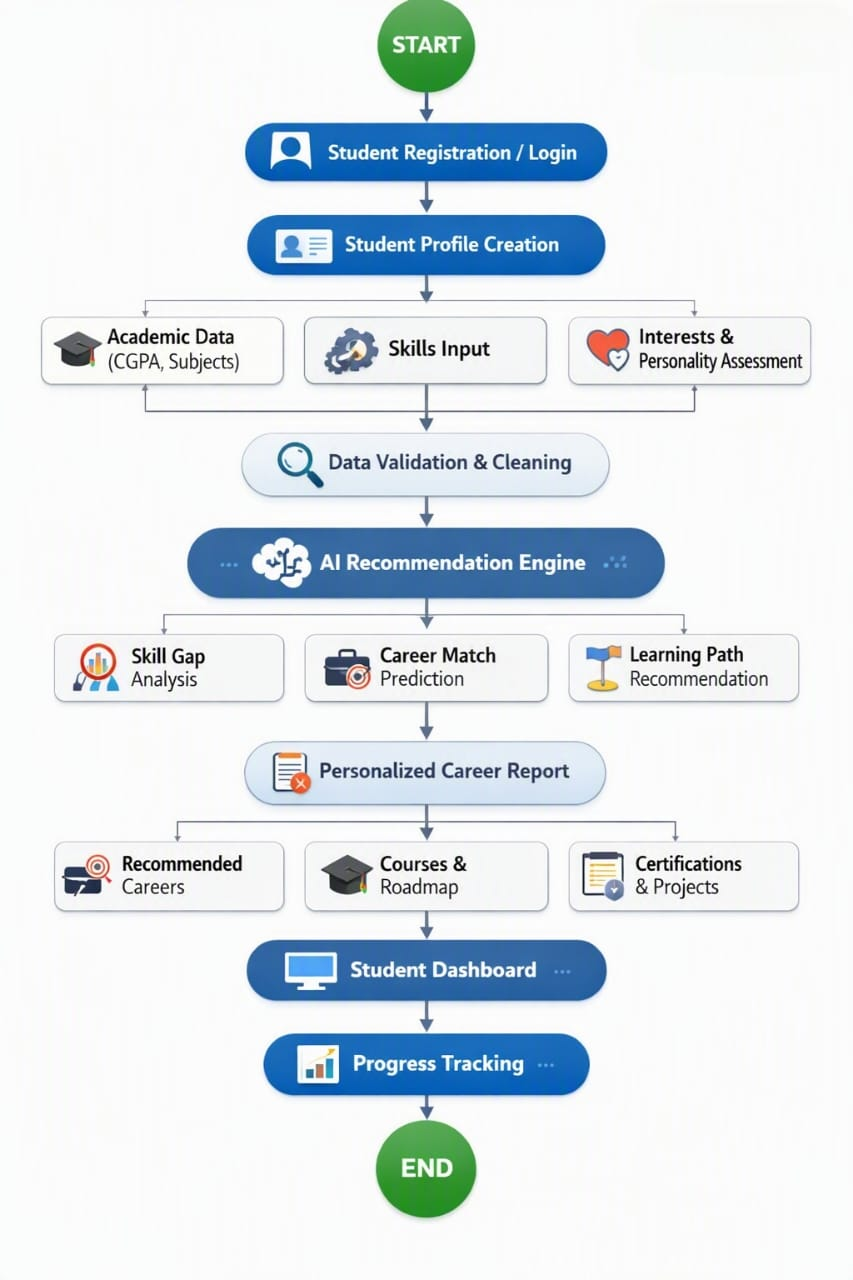 START
Student Registration / Login
Student Profile Creation
Academic Data
(CGPA, Subjects)
Skills Input
Interests &
Personality Assessment
Data Validation & Cleaning
AI Recommendation Engine
Skill Gap
Analysis
Career Match
Prediction
Learning Path
Recommendation
Personalized Career Report
Recommended
Careers
Courses &
Roadmap
Certifications
& Projects
Student Dashboard
Progress Tracking
END